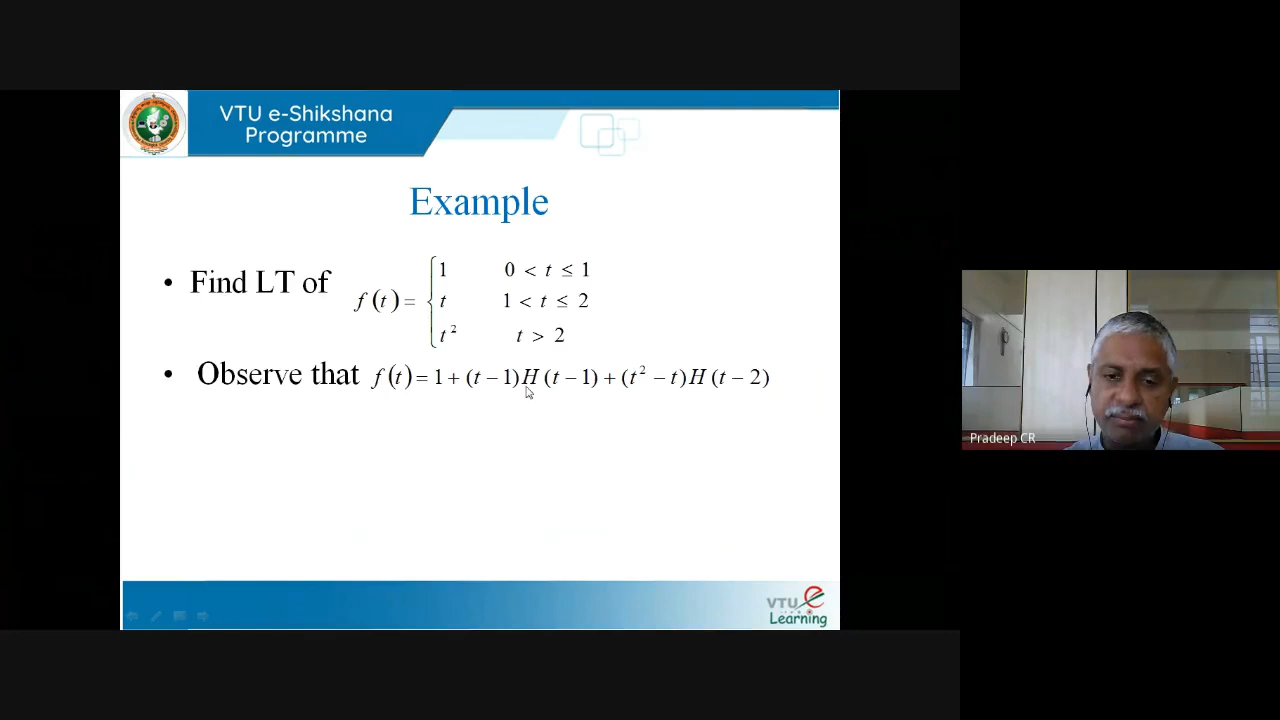 VTU e-Shikshana
Programme
Example
• Find LT of f(t) = { 1 0 < t ≤ 1
t 1 < t ≤ 2
t² t > 2
• Observe that f(t) = 1 + (t − 1)H(t − 1) + (t² − t)H(t − 2)
Pradeep CR
VTU e
Learning